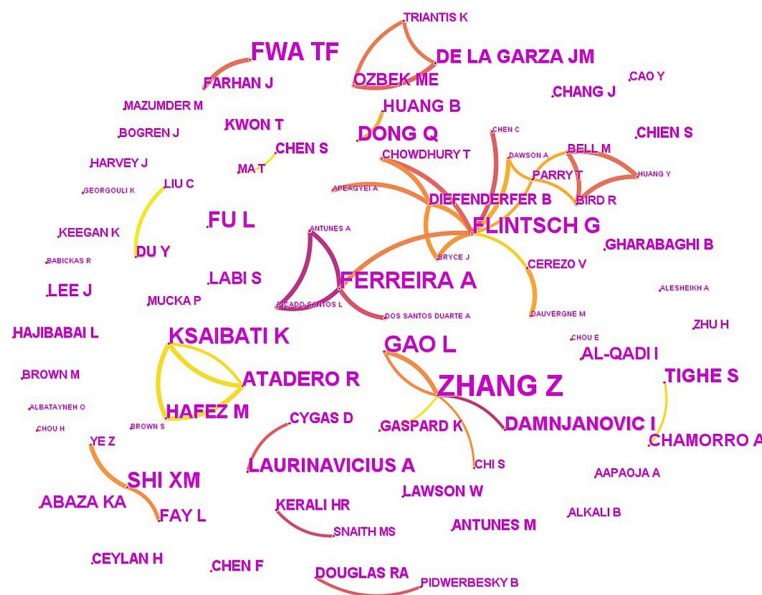 TRIANTIS K
FWA TF
DE LA GARZA JM
FARHAN J
OZBEK ME
CAO Y
CHANG J
MAZUMDER M
HUANG B
KWON T
BOGREN J
DONG Q
CHEN C
CHIEN S
CHEN S
BELL M
CHOWDHURY T
DAWSON A
HARVEY J
MA T
PARRY T
HUANG Y
LIU C
GEORGOULI K
APEAGYEI A
DIEFENDERFER B
BIRD R
FU L
FLINTSCH G
KEEGAN K
ANTUNES A
GHARABAGHI B
DU Y
BRYCE J
BABICKAS R
CEREZO V
LABI S
FERREIRA A
LEE J
ALESHEIKH A
MUCKA P
PICADO-SANTOS L
DOS SANTOS DUARTE A
DAUVERGNE M
ZHU H
HAJIBABAI L
KSAIBATI K
CHOU E
GAO L
AL-QADI I
BROWN M
ATADERO R
ZHANG Z
TIGHE S
ALBATAYNEH O
HAFEZ M
CYGAS D
CHOU H
BROWN S
GASPARD K
DAMNJANOVIC I
YE Z
CHAMORRO A
LAURINAVICIUS A
CHI S
SHI XM
AAPAOJA A
LAWSON W
ABAZA KA
KERALI HR
FAY L
ALKALI B
SNAITH MS
ANTUNES M
CEYLAN H
CHEN F
DOUGLAS RA
PIDWERBESKY B